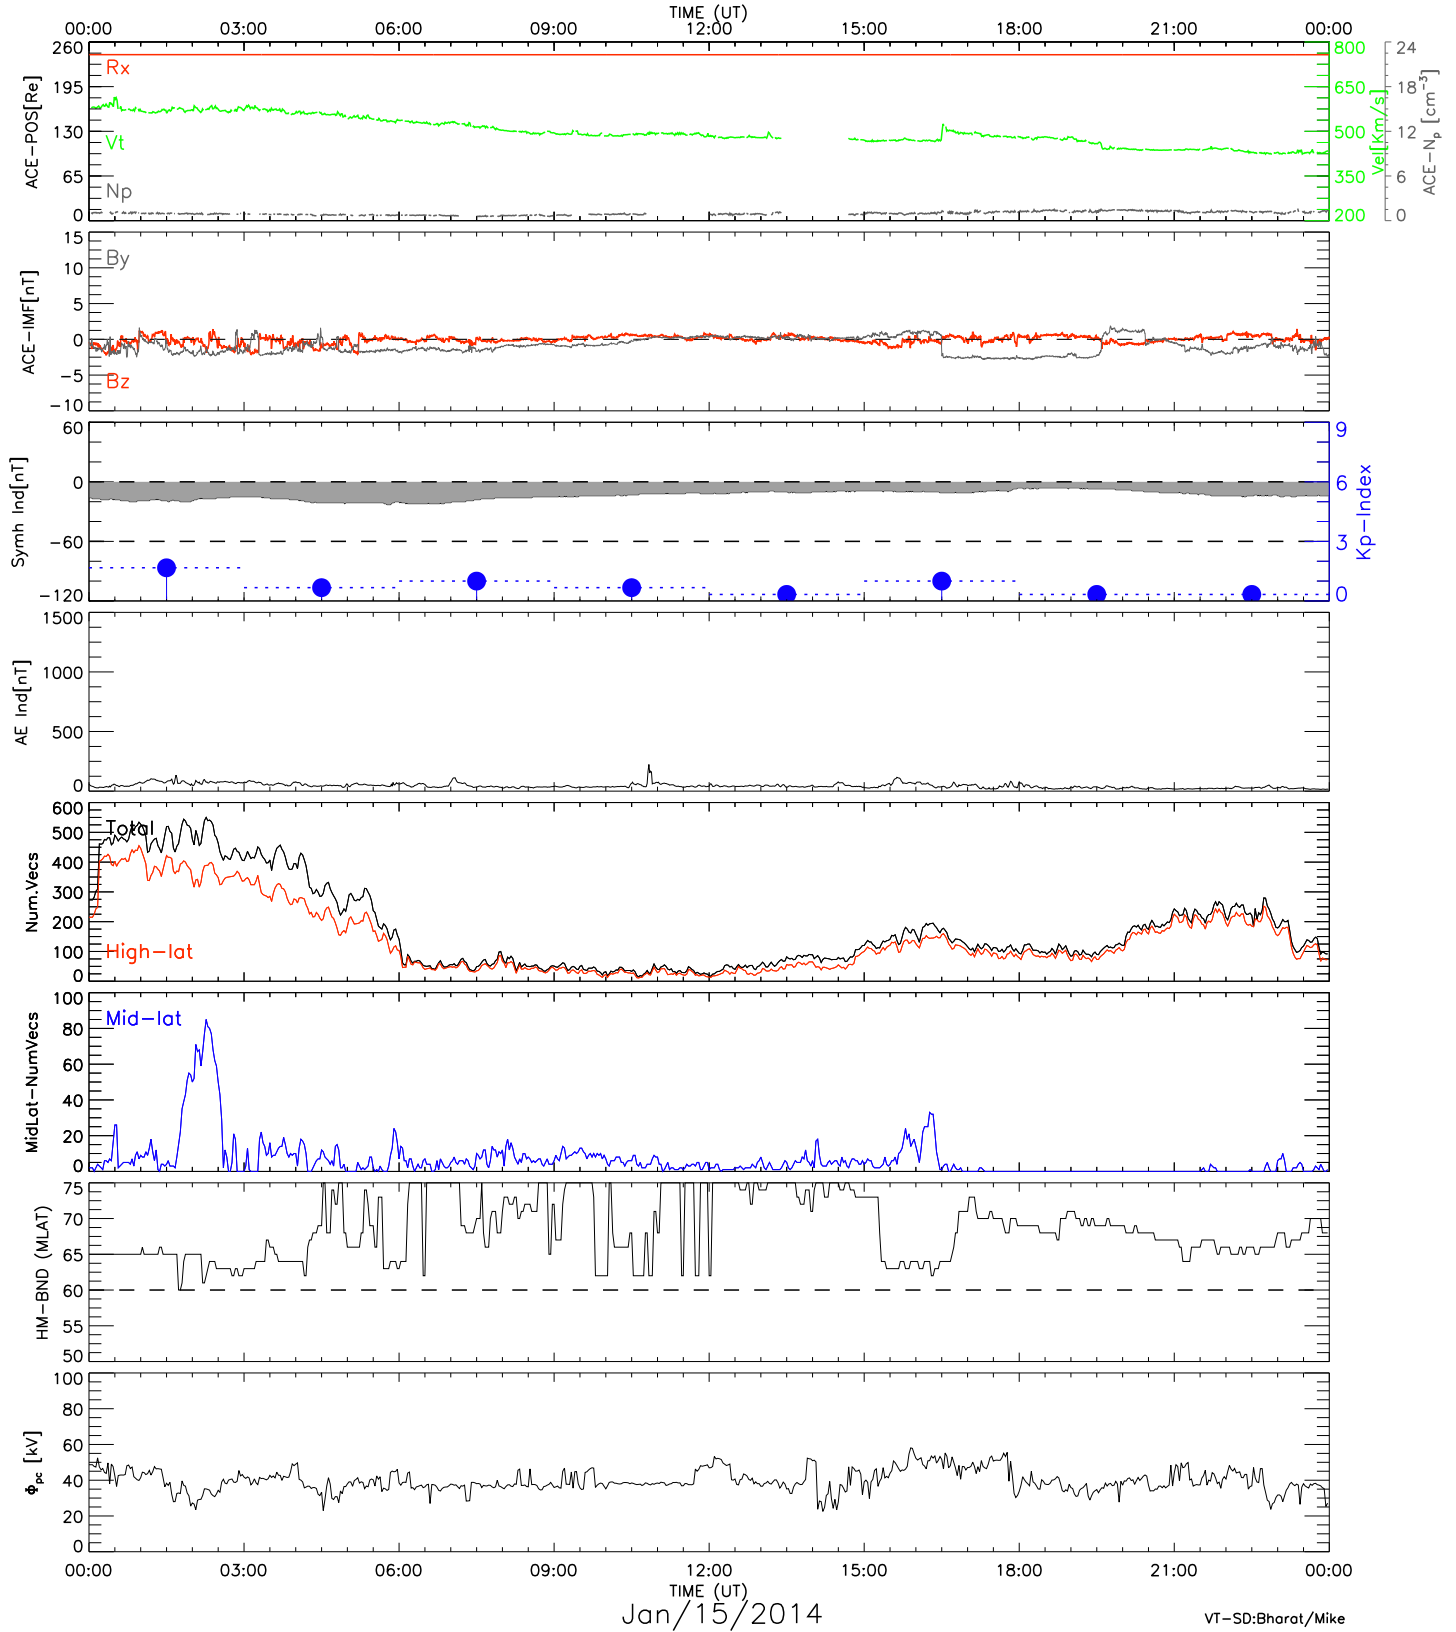 TIME (UT)
00:00 03:00 06:00 09:00 12:00 15:00 18:00 21:00 00:00
ACE-POS[Re]
260
195
130
65
0
Rx
Vt
Np
800
650
500
350
200
Vel[Km/s]
24
18
12
6
0
ACE-Np [cm⁻³]
ACE-IMF[nT]
15
10
5
0
-5
-10
By
Bz
Symh Ind[nT]
60
0
-60
-120
9
6
3
0
Kp-Index
AE Ind[nT]
1500
1000
500
0
Num.Vecs
600
500
400
300
200
100
0
Total
High-lat
MidLat-NumVecs
100
80
60
40
20
0
Mid-lat
HM-BND (MLAT)
75
70
65
60
55
50
Φpc [kV]
100
80
60
40
20
0
00:00 03:00 06:00 09:00 12:00 15:00 18:00 21:00 00:00
TIME (UT)
Jan/15/2014
VT-SD:Bharat/Mike